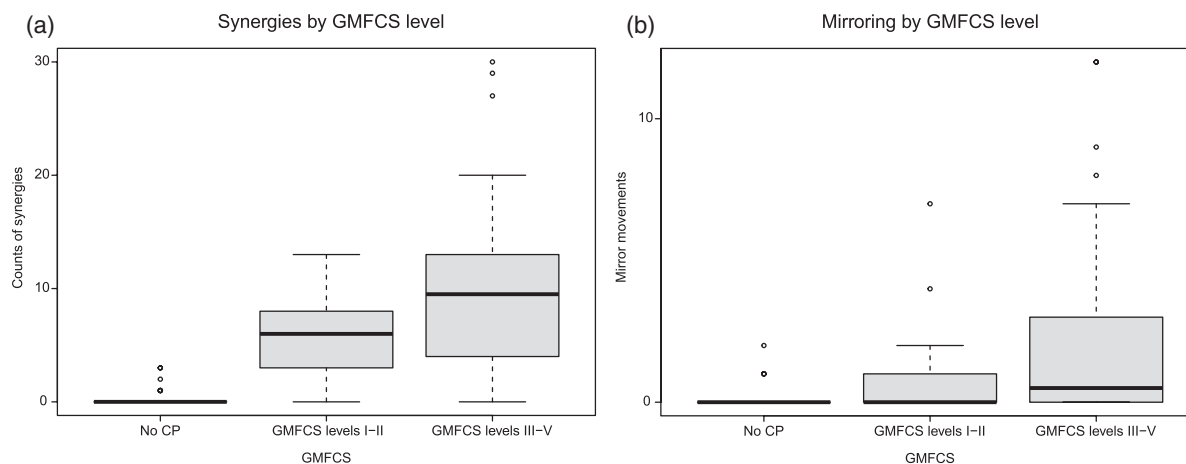 (a)
Synergies by GMFCS level
Counts of synergies
30
20
10
0
No CP
GMFCS levels I–II
GMFCS levels III–V
GMFCS
(b)
Mirroring by GMFCS level
Mirror movements
10
0
No CP
GMFCS levels I–II
GMFCS levels III–V
GMFCS